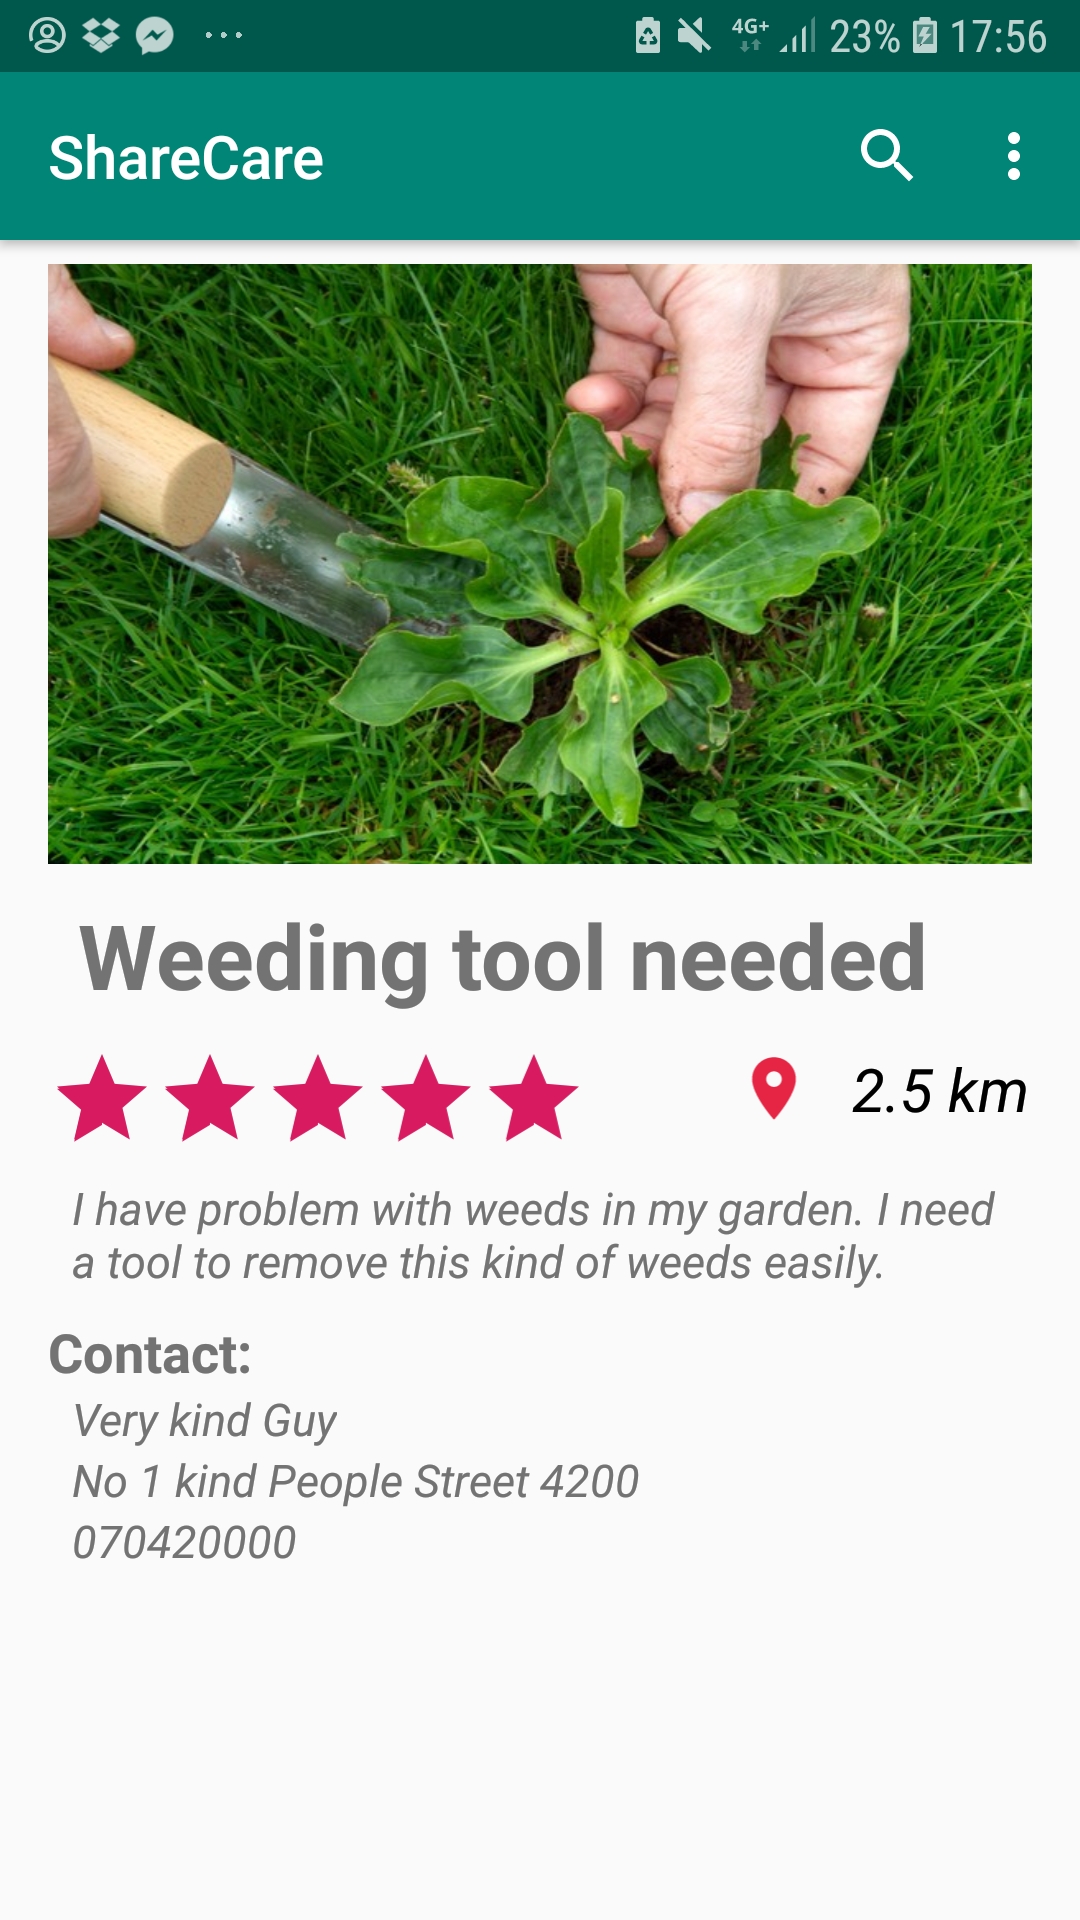 4G+ 23% 17:56
ShareCare
Weeding tool needed
2.5 km
I have problem with weeds in my garden. I need
a tool to remove this kind of weeds easily.
Contact:
Very kind Guy
No 1 kind People Street 4200
070420000